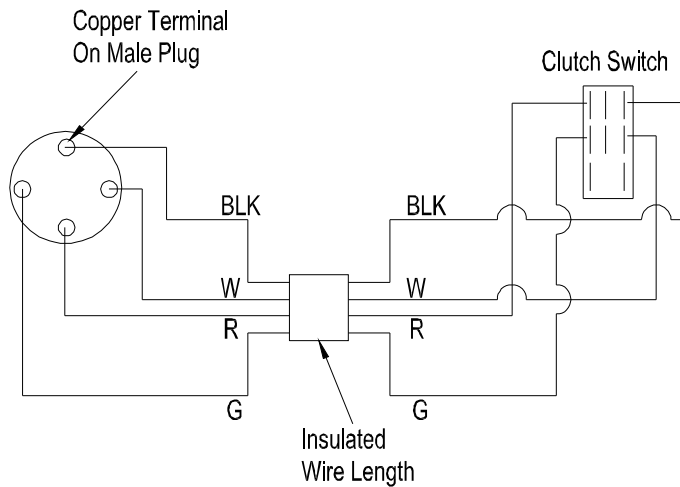 Copper Terminal
On Male Plug
Clutch Switch
BLK
BLK
W
W
R
R
G
G
Insulated
Wire Length